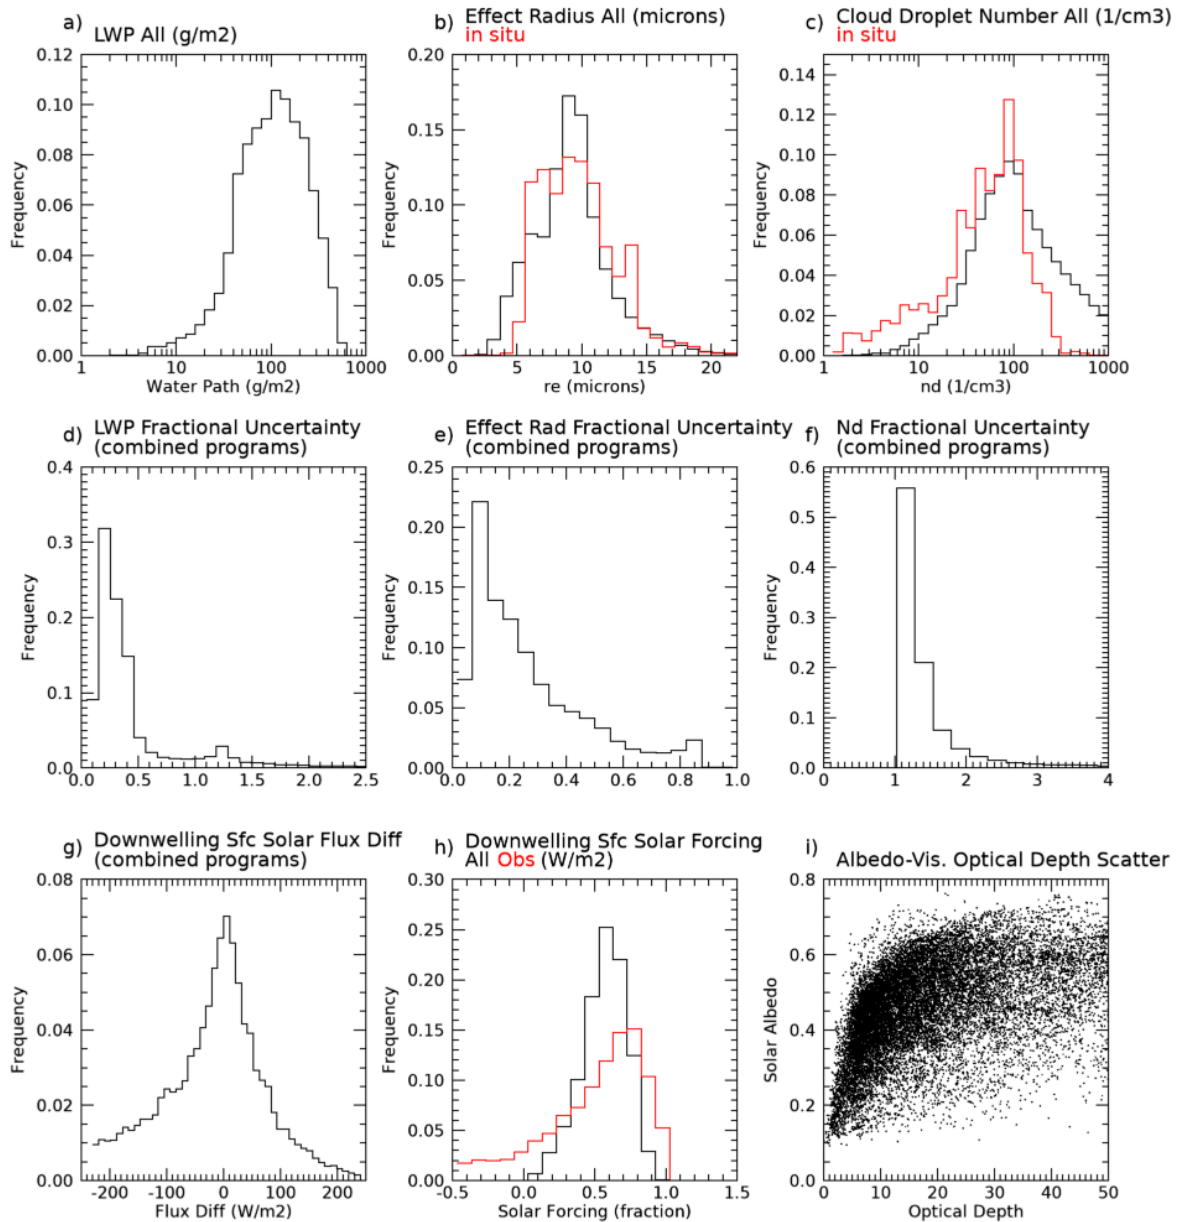 a) LWP All (g/m2)
0.12
0.10
0.08
0.06
0.04
0.02
0.00
Frequency
1 10 100 1000
Water Path (g/m2)
b) Effect Radius All (microns)
in situ
0.20
0.15
0.10
0.05
0.00
Frequency
0 5 10 15 20
re (microns)
c) Cloud Droplet Number All (1/cm3)
in situ
0.14
0.12
0.10
0.08
0.06
0.04
0.02
0.00
Frequency
1 10 100 1000
nd (1/cm3)
d) LWP Fractional Uncertainty
(combined programs)
0.4
0.3
0.2
0.1
0.0
Frequency
0.0 0.5 1.0 1.5 2.0 2.5
e) Effect Rad Fractional Uncertainty
(combined programs)
0.25
0.20
0.15
0.10
0.05
0.00
Frequency
0.0 0.2 0.4 0.6 0.8 1.0
f) Nd Fractional Uncertainty
(combined programs)
0.6
0.5
0.4
0.3
0.2
0.1
0.0
Frequency
0 1 2 3 4
g) Downwelling Sfc Solar Flux Diff
(combined programs)
0.08
0.06
0.04
0.02
0.00
Frequency
-200 -100 0 100 200
Flux Diff (W/m2)
h) Downwelling Sfc Solar Forcing
All Obs (W/m2)
0.30
0.25
0.20
0.15
0.10
0.05
0.00
Frequency
-0.5 0.0 0.5 1.0 1.5
Solar Forcing (fraction)
i) Albedo-Vis. Optical Depth Scatter
0.8
0.6
0.4
0.2
0.0
Solar Albedo
0 10 20 30 40 50
Optical Depth